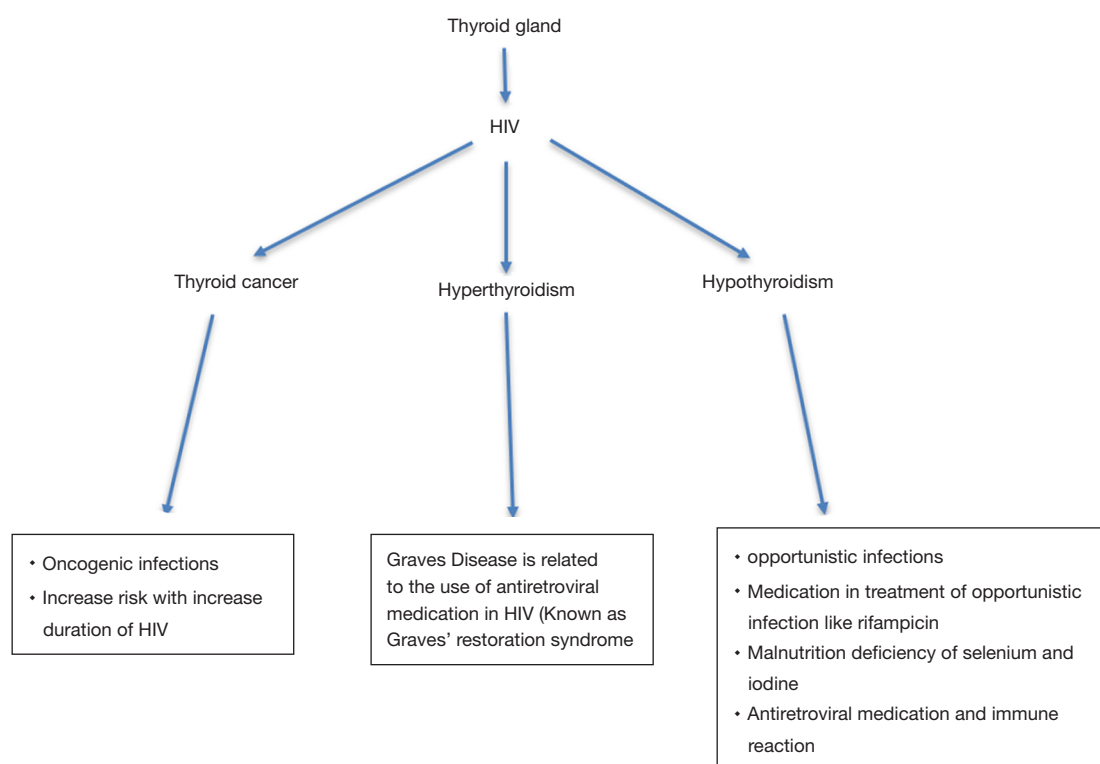 Thyroid gland
HIV
Thyroid cancer
Hyperthyroidism
Hypothyroidism
• Oncogenic infections
• Increase risk with increase
duration of HIV
Graves Disease is related
to the use of antiretroviral
medication in HIV (Known as
Graves’ restoration syndrome
• opportunistic infections
• Medication in treatment of opportunistic
infection like rifampicin
• Malnutrition deficiency of selenium and
iodine
• Antiretroviral medication and immune
reaction